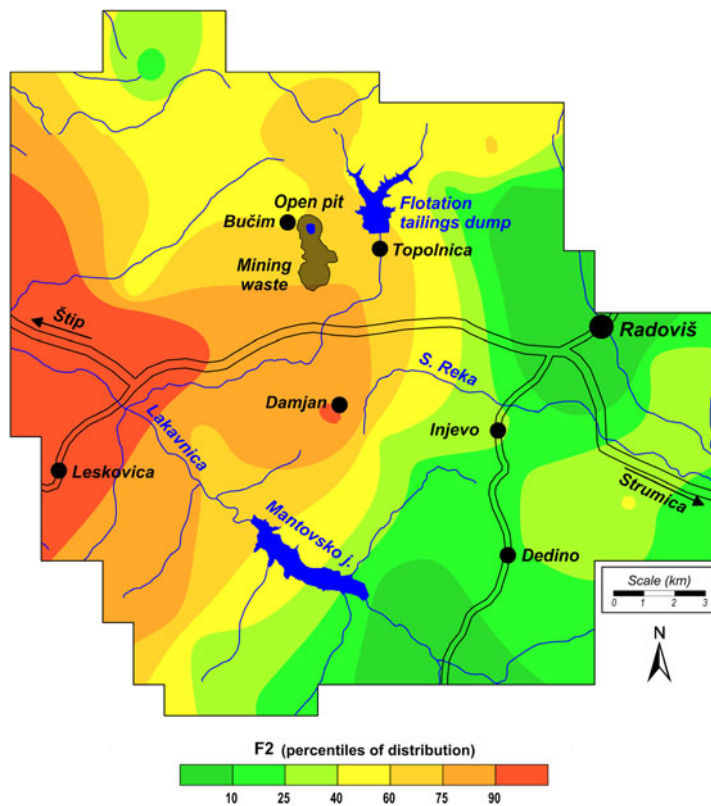 Open pit
Bučim
Flotation
tailings dump
Topolnica
Mining
waste
Štip
Radoviš
S. Reka
Damjan
Lakavnica
Injevo
Leskovica
Strumica
Mantovsko j.
Dedino
Scale (km)
0 1 2 3
N
F2 (percentiles of distribution)
10 25 40 60 75 90